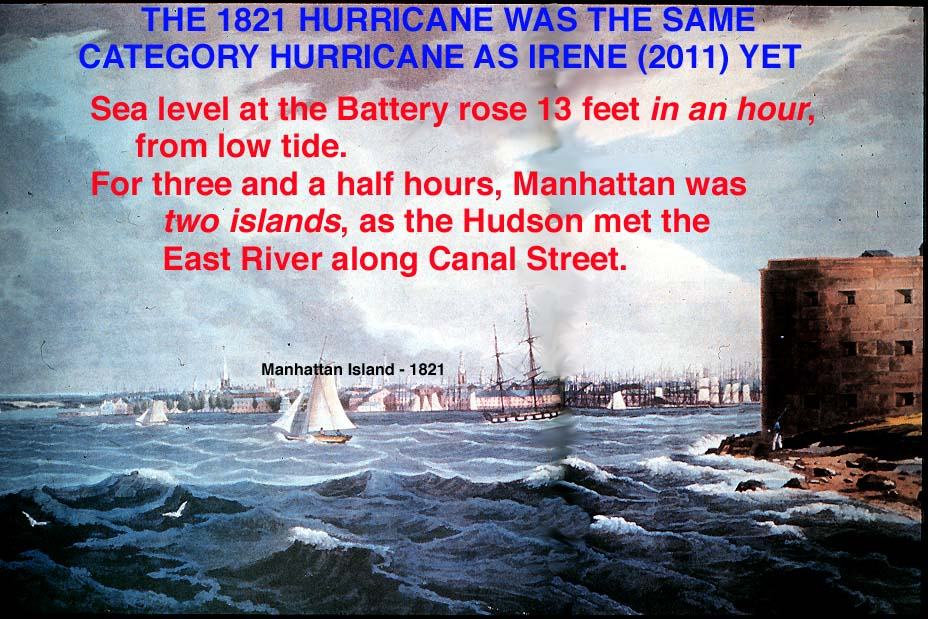 THE 1821 HURRICANE WAS THE SAME
CATEGORY HURRICANE AS IRENE (2011) YET
Sea level at the Battery rose 13 feet in an hour,
from low tide.
For three and a half hours, Manhattan was
two islands, as the Hudson met the
East River along Canal Street.
Manhattan Island - 1821